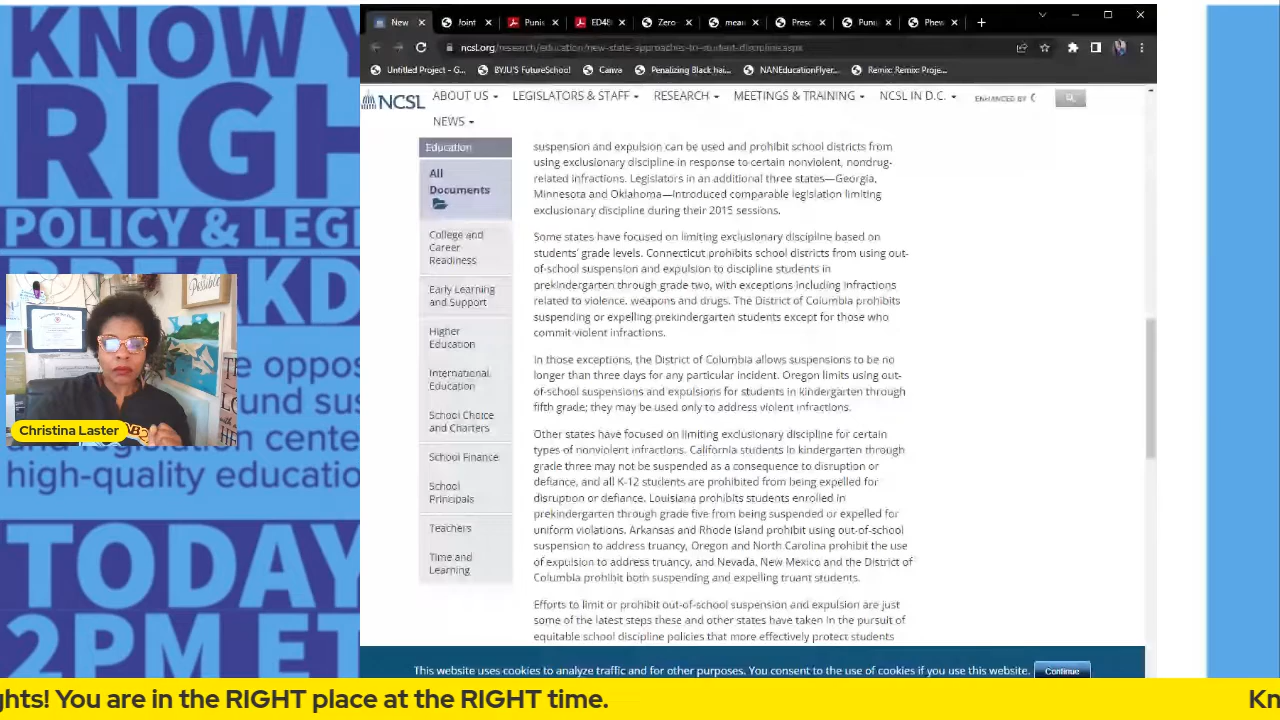 KNOW Y
RIGH
POLICY & LEGI
BREAKD
e oppos
und sus
and legislation cente
high-quality educatio
TODAY
2PM ET
Possible
Christina Laster
New
Joint
Punis
ED48
Zero
mean
Presc
Punu
Phew
ncsl.org/research/education/new-state-approaches-to-student-discipline.aspx
Untitled Project - G...
BYJU'S FutureSchool
Canva
Penalizing Black hai...
NANEducationFlyer...
Remix: Remix Proje...
NCSL
ABOUT US
LEGISLATORS & STAFF
RESEARCH
MEETINGS & TRAINING
NCSL IN D.C.
ENHANCED BY
NEWS
Education
All
Documents
College and
Career
Readiness
Early Learning
and Support
Higher
Education
International
Education
School Choice
and Charters
School Finance
School
Principals
Teachers
Time and
Learning
suspension and expulsion can be used and prohibit school districts from
using exclusionary discipline in response to certain nonviolent, nondrug-
related infractions. Legislators in an additional three states—Georgia,
Minnesota and Oklahoma—introduced comparable legislation limiting
exclusionary discipline during their 2015 sessions.
Some states have focused on limiting exclusionary discipline based on
students' grade levels. Connecticut prohibits school districts from using out-
of-school suspension and expulsion to discipline students in
prekindergarten through grade two, with exceptions including infractions
related to violence, weapons and drugs. The District of Columbia prohibits
suspending or expelling prekindergarten students except for those who
commit violent infractions.
In those exceptions, the District of Columbia allows suspensions to be no
longer than three days for any particular incident. Oregon limits using out-
of-school suspensions and expulsions for students in kindergarten through
fifth grade; they may be used only to address violent infractions.
Other states have focused on limiting exclusionary discipline for certain
types of nonviolent infractions. California students in kindergarten through
grade three may not be suspended as a consequence to disruption or
defiance, and all K-12 students are prohibited from being expelled for
disruption or defiance. Louisiana prohibits students enrolled in
prekindergarten through grade five from being suspended or expelled for
uniform violations. Arkansas and Rhode Island prohibit using out-of-school
suspension to address truancy, Oregon and North Carolina prohibit the use
of expulsion to address truancy, and Nevada, New Mexico and the District of
Columbia prohibit both suspending and expelling truant students.
Efforts to limit or prohibit out-of-school suspension and expulsion are just
some of the latest steps these and other states have taken in the pursuit of
equitable school discipline policies that more effectively protect students
This website uses cookies to analyze traffic and for other purposes. You consent to the use of cookies if you use this website.
Continue
ghts! You are in the RIGHT place at the RIGHT time.
Kn